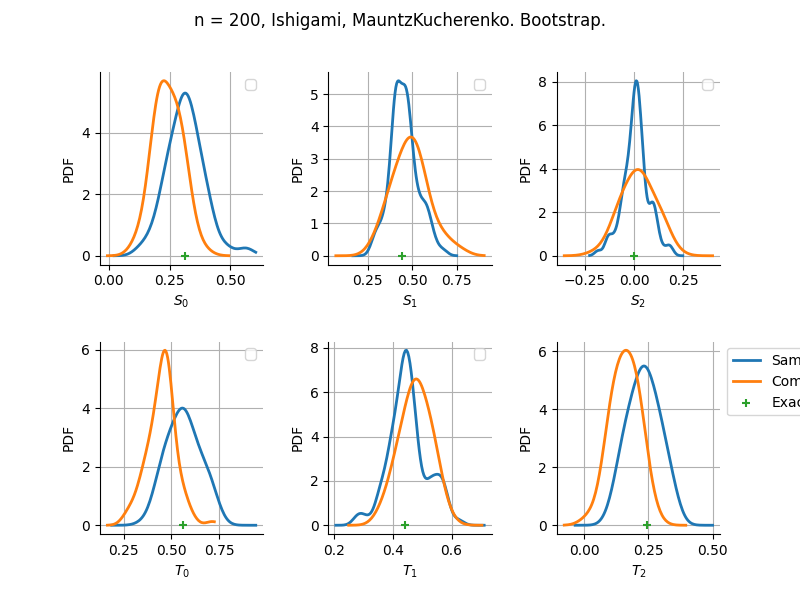 n = 200, Ishigami, MauntzKucherenko. Bootstrap.
PDF
4
2
0
0.00 0.25 0.50
S0
PDF
5
4
3
2
1
0
0.25 0.50 0.75
S1
PDF
8
6
4
2
0
−0.25 0.00 0.25
S2
PDF
6
4
2
0
0.25 0.50 0.75
T0
PDF
8
6
4
2
0
0.2 0.4 0.6
T1
PDF
6
4
2
0
0.00 0.25 0.50
T2
Sam
Com
Exac